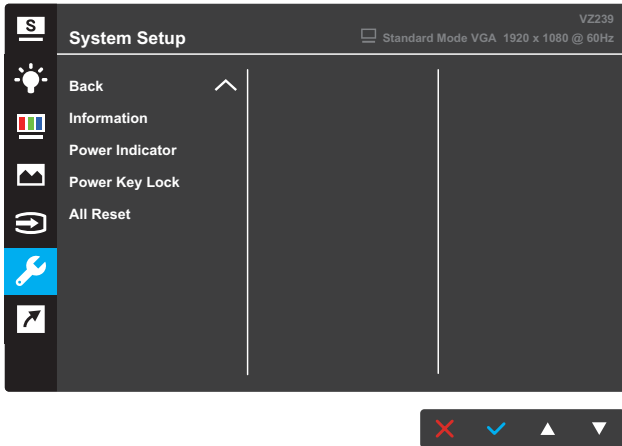 S
VZ239
System Setup
Standard Mode VGA 1920 x 1080 @ 60Hz
Back
Information
Power Indicator
Power Key Lock
All Reset